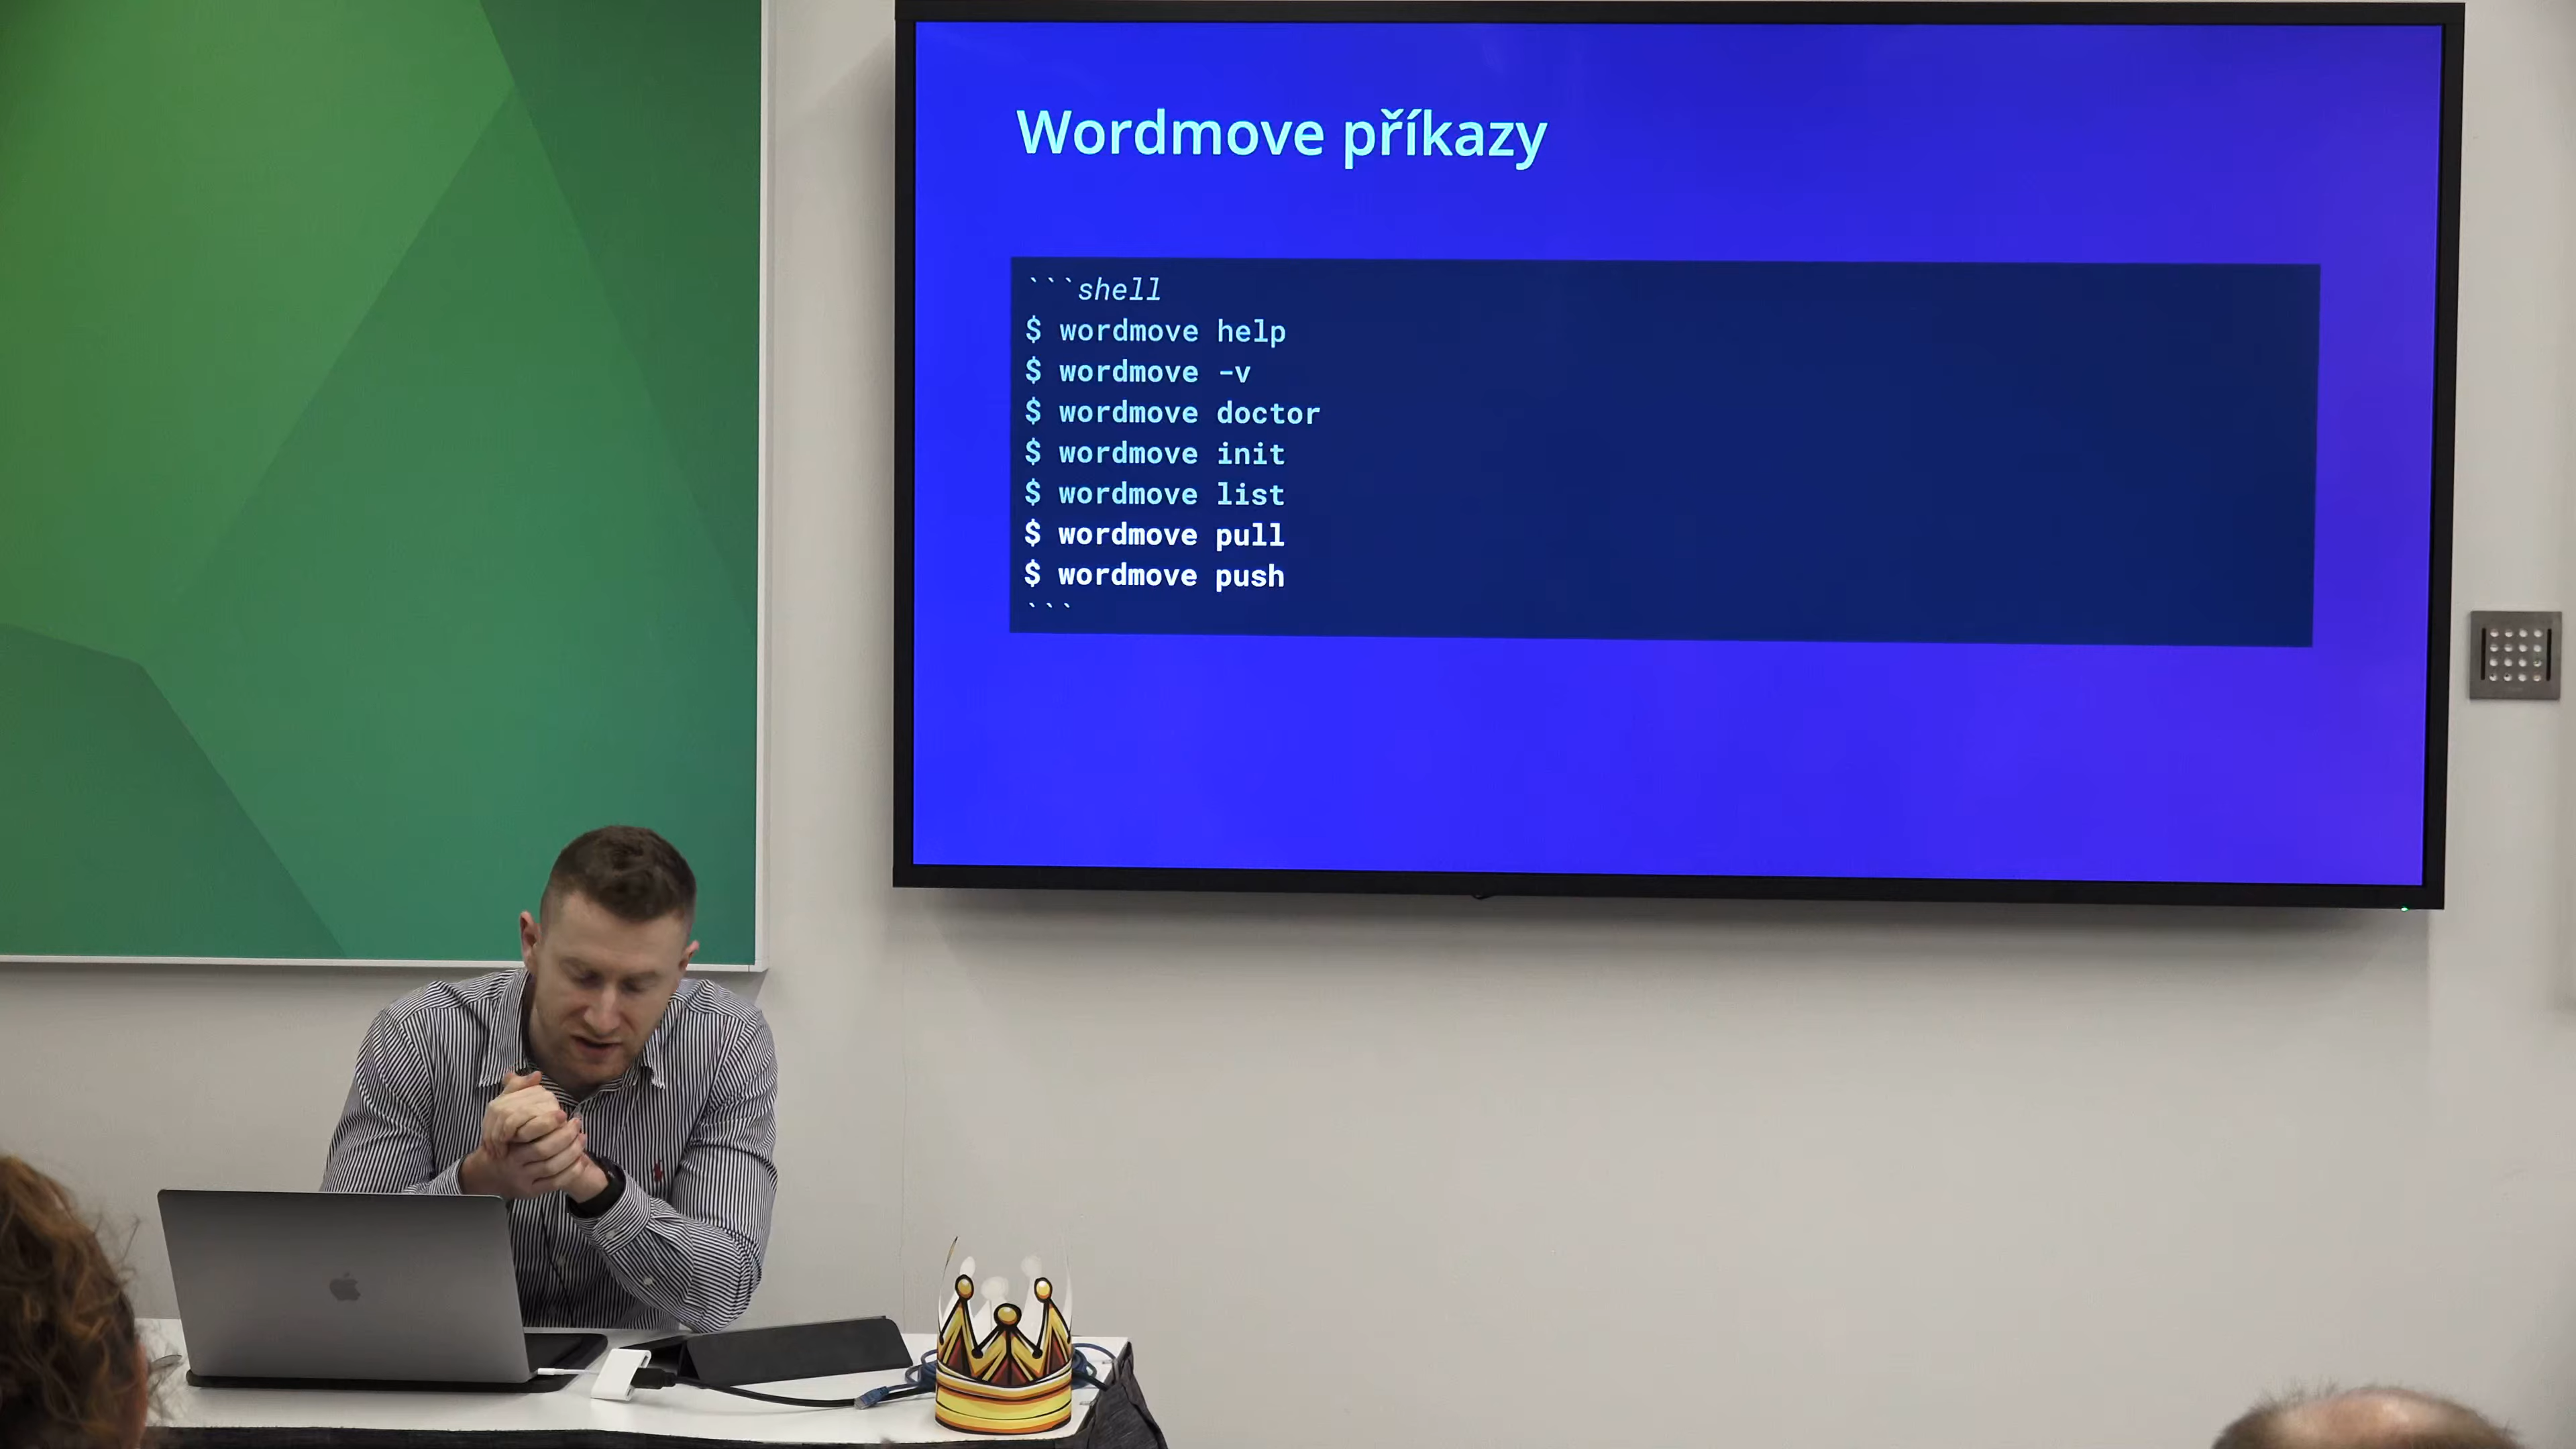 Wordmove příkazy
```shell
$ wordmove help
$ wordmove -v
$ wordmove doctor
$ wordmove init
$ wordmove list
$ wordmove pull
$ wordmove push
```